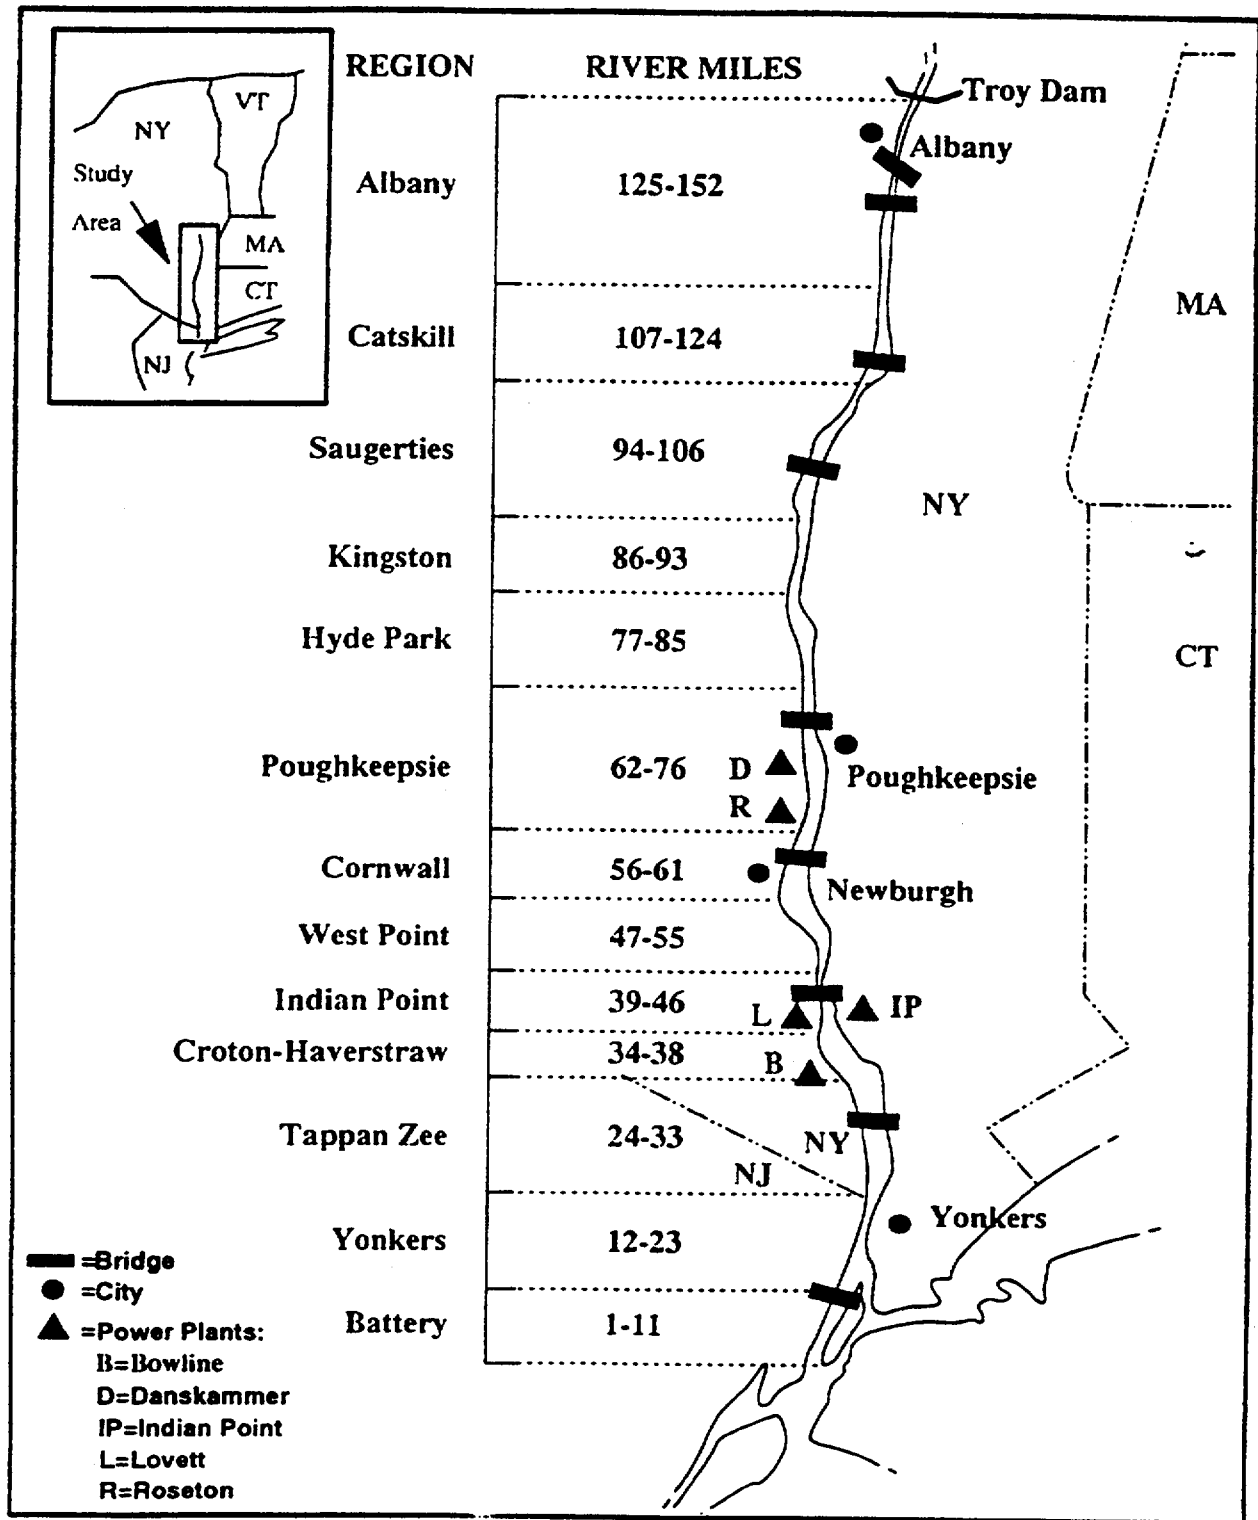 REGION RIVER MILES
Troy Dam
VT
NY
Study
Area
MA
CT
NJ
Albany
Albany 125-152
MA
Catskill 107-124
Saugerties 94-106
NY
Kingston 86-93
Hyde Park 77-85
CT
Poughkeepsie 62-76 D
Poughkeepsie
R
Cornwall 56-61
Newburgh
West Point 47-55
Indian Point 39-46 L IP
Croton-Haverstraw 34-38 B
Tappan Zee 24-33 NY
NJ
Yonkers
Yonkers 12-23
Battery 1-11
=Bridge
=City
=Power Plants:
B=Bowline
D=Danskammer
IP=Indian Point
L=Lovett
R=Roseton